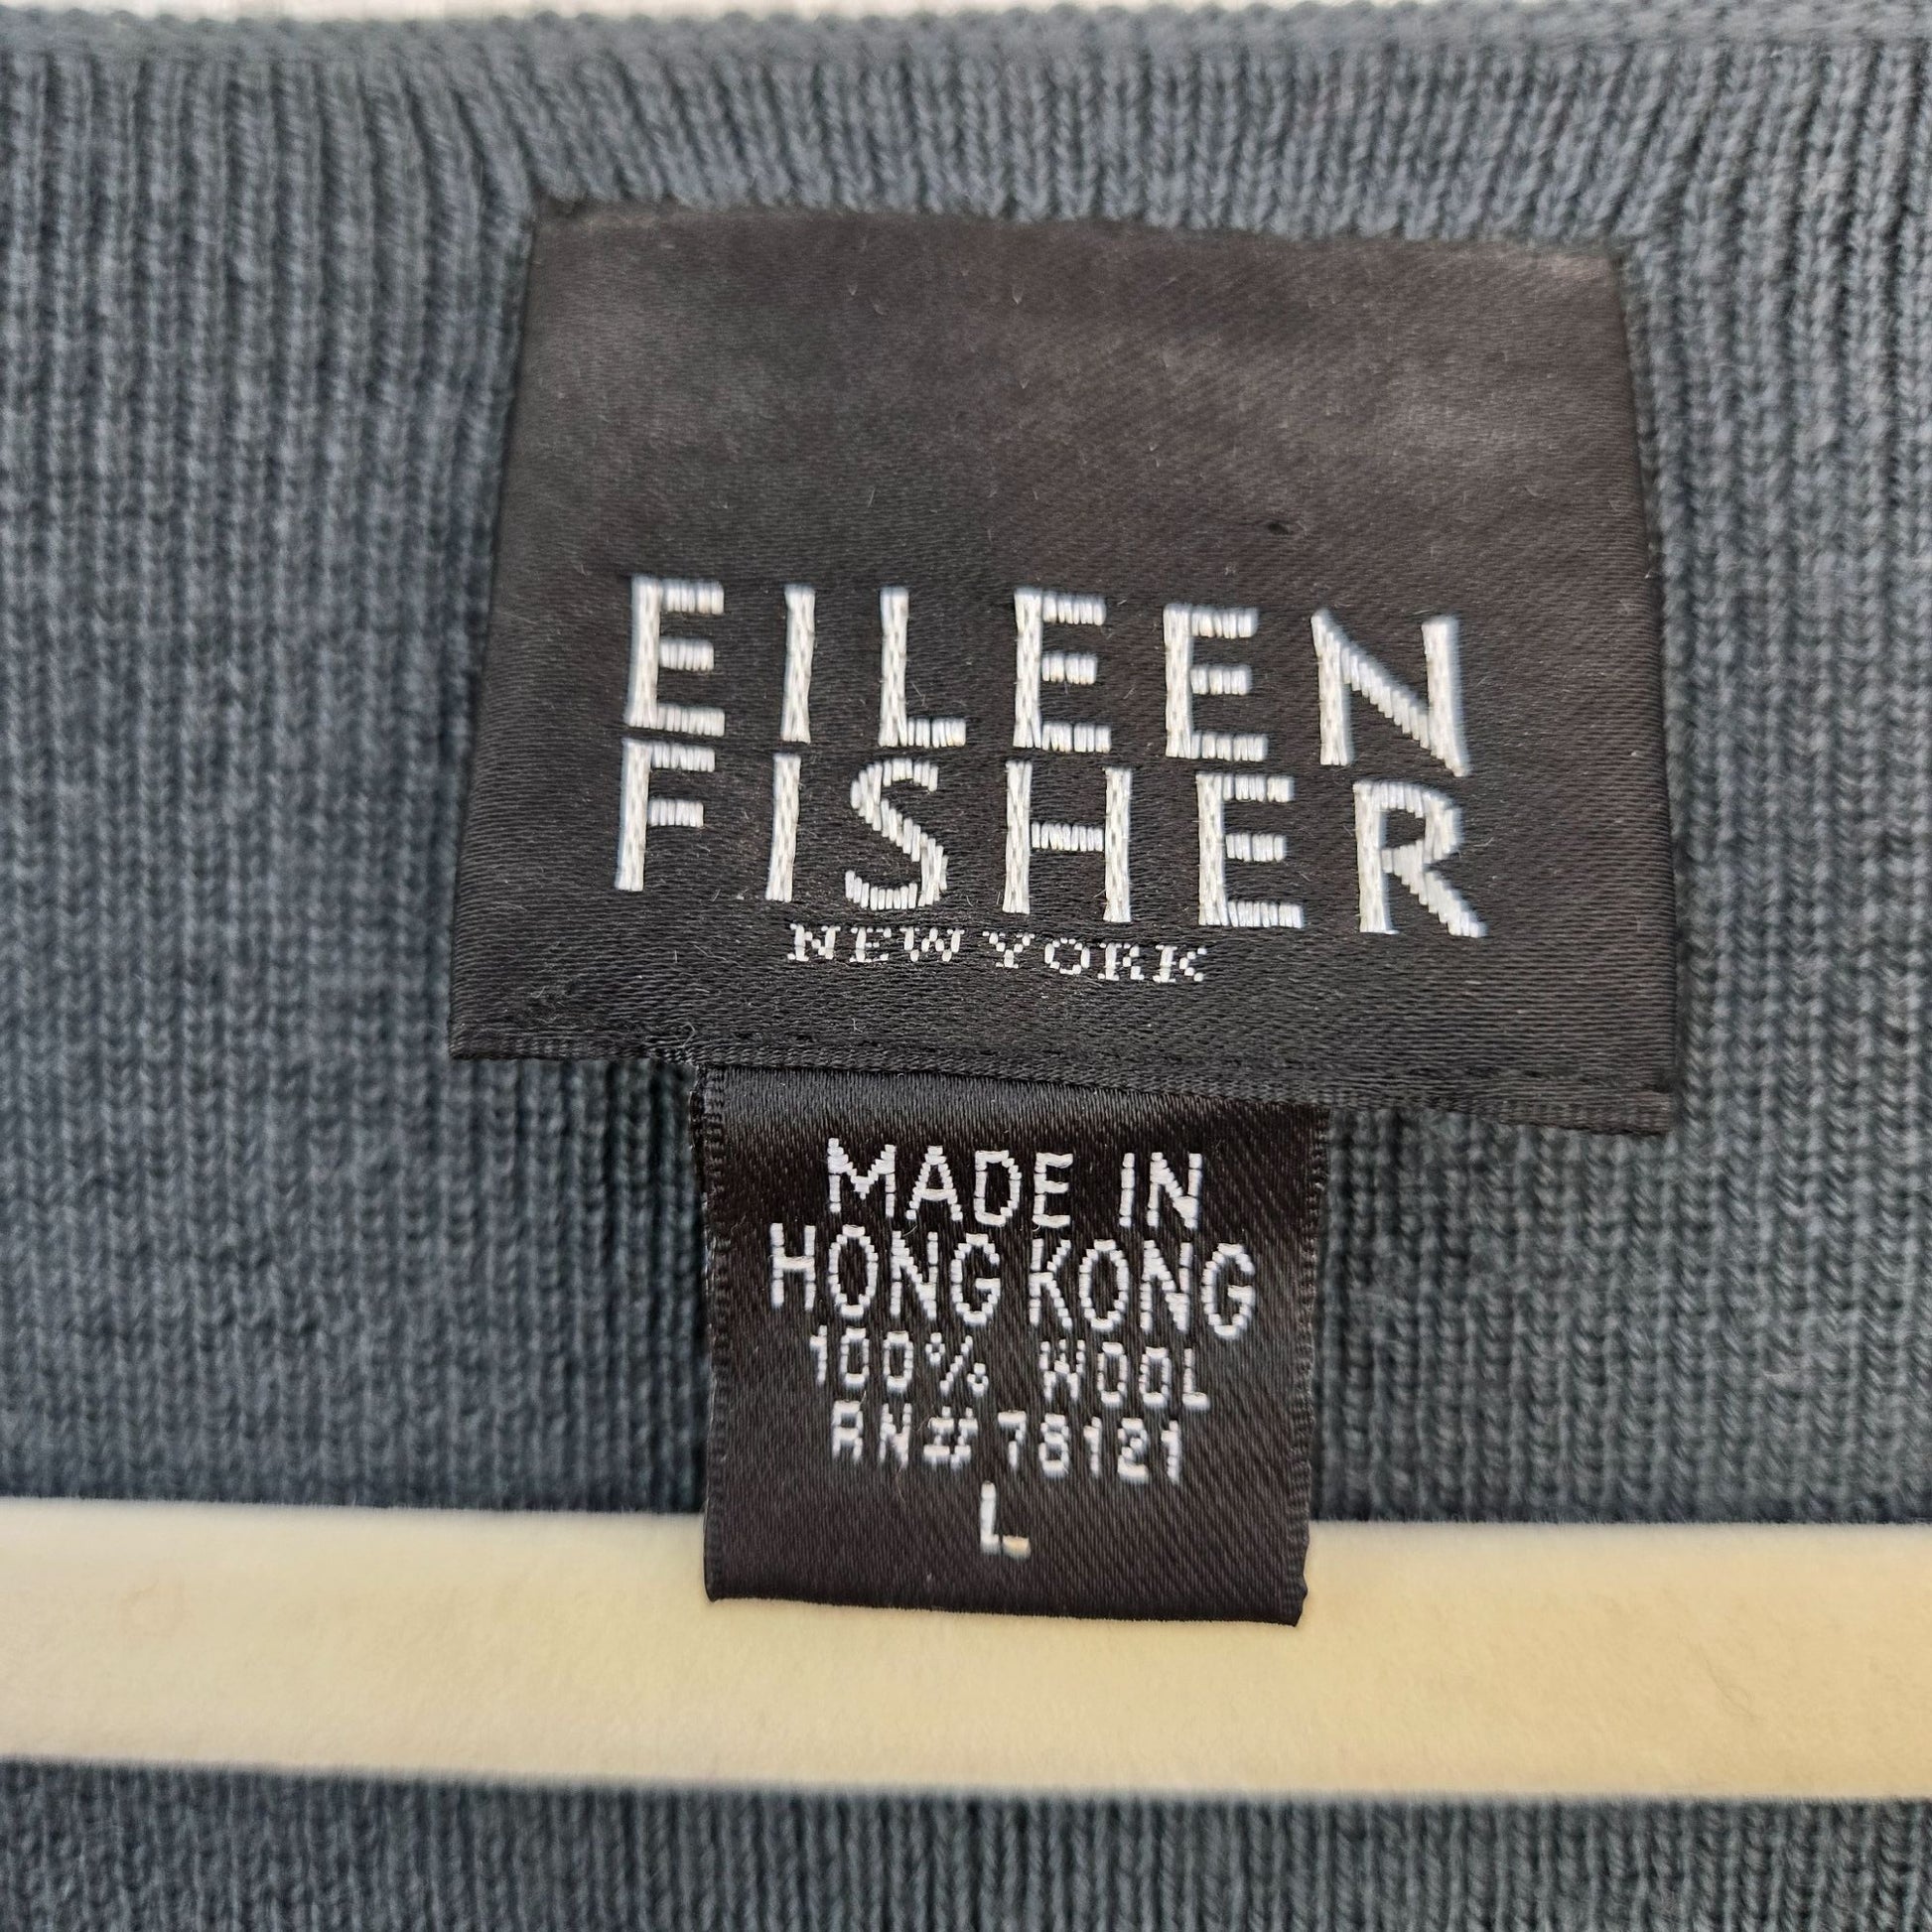 EILEEN
FISHER
NEW YORK
MADE IN
HONG KONG
100% WOOL
RN# 78121
L